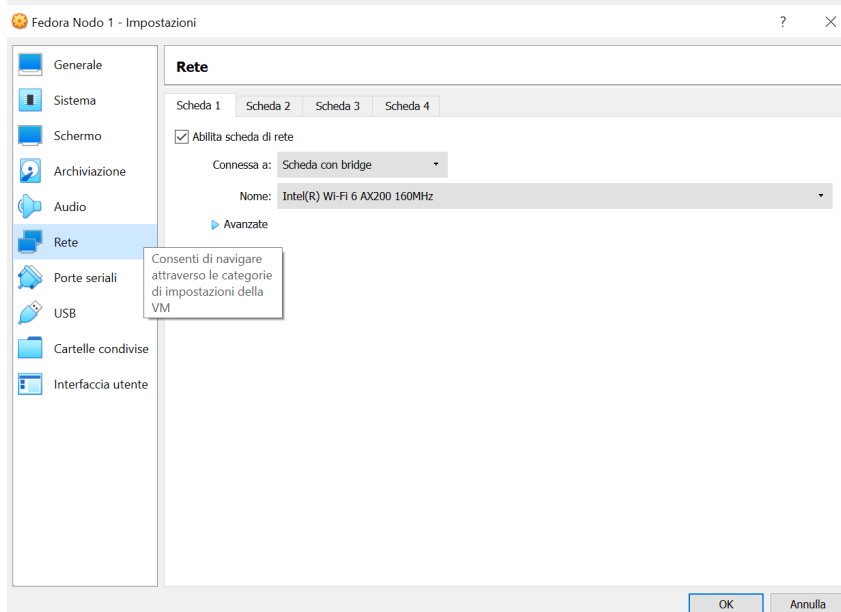 Fedora Nodo 1 - Impostazioni
?
Generale
Sistema
Schermo
Archiviazione
Audio
Rete
Porte seriali
USB
Cartelle condivise
Interfaccia utente
Rete
Scheda 1 Scheda 2 Scheda 3 Scheda 4
Abilita scheda di rete
Connessa a: Scheda con bridge
Nome: Intel(R) Wi-Fi 6 AX200 160MHz
Avanzate
Consenti di navigare
attraverso le categorie
di impostazioni della
VM
OK Annulla